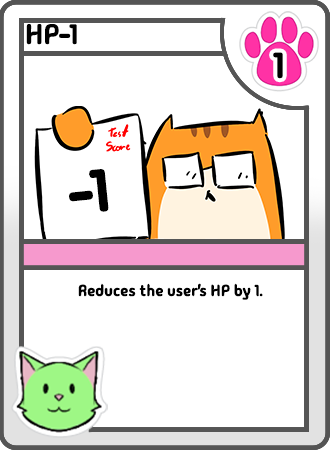 HP-1
1
Test
Score
-1
Reduces the user's HP by 1.